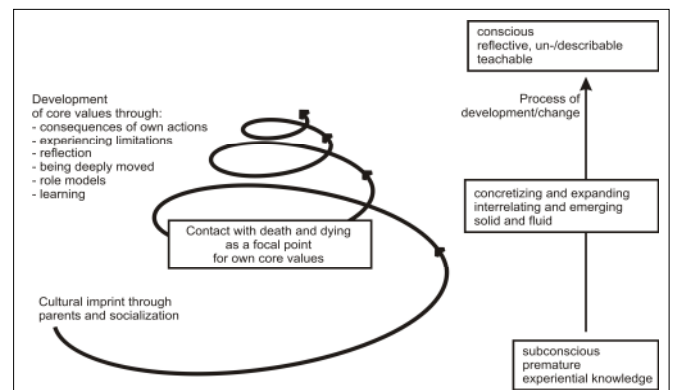 conscious
reflective, un-/describable
teachable
Development
of core values through:
- consequences of own actions
- experiencing limitations
- reflection
- being deeply moved
- role models
- learning
Process of
development/change
concretizing and expanding
interrelating and emerging
solid and fluid
Contact with death and dying
as a focal point
for own core values
Cultural imprint through
parents and socialization
subconscious
premature
experiential knowledge